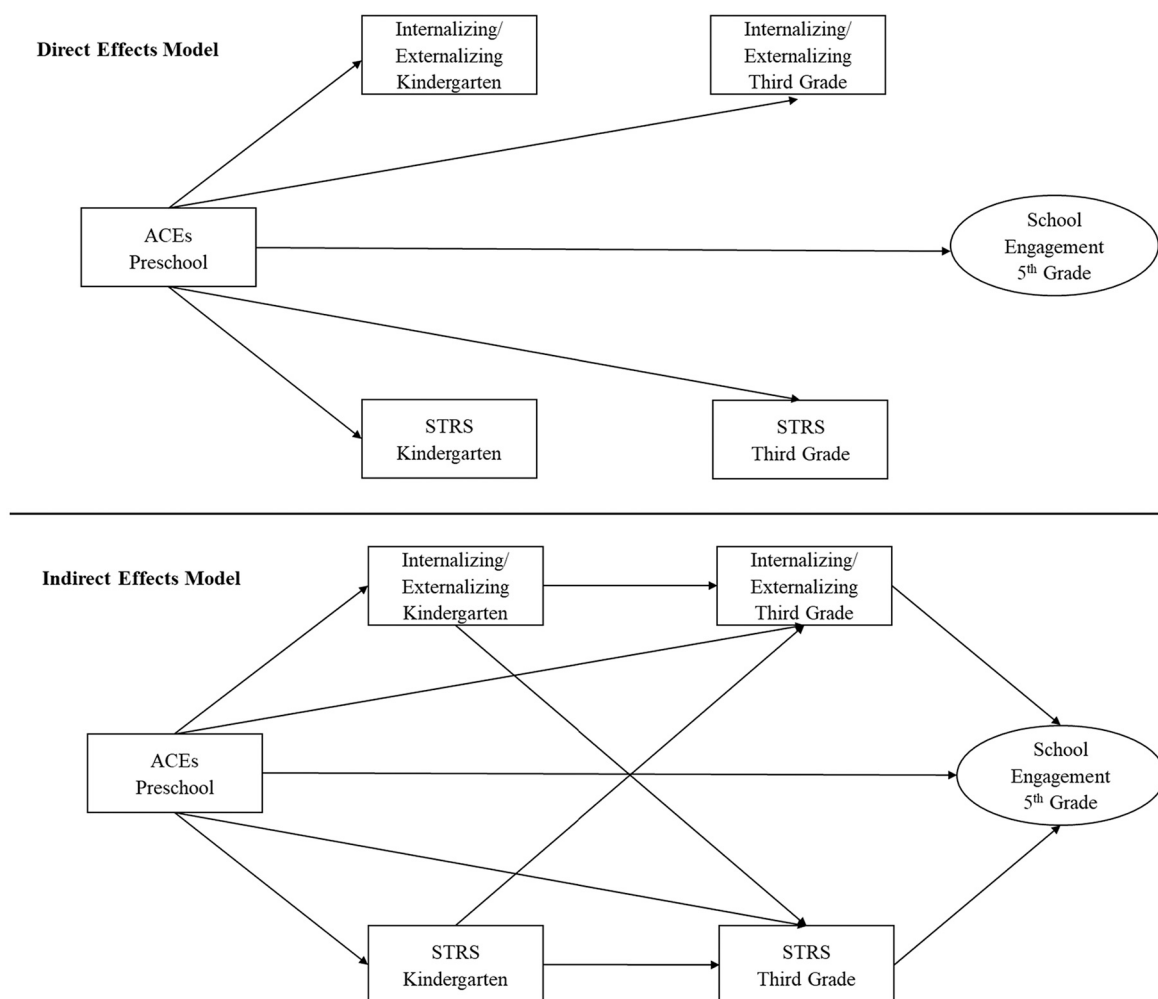 Direct Effects Model
Internalizing/
Externalizing
Kindergarten
Internalizing/
Externalizing
Third Grade
ACEs
Preschool
School
Engagement
5th Grade
STRS
Kindergarten
STRS
Third Grade
Indirect Effects Model
Internalizing/
Externalizing
Kindergarten
Internalizing/
Externalizing
Third Grade
ACEs
Preschool
School
Engagement
5th Grade
STRS
Kindergarten
STRS
Third Grade